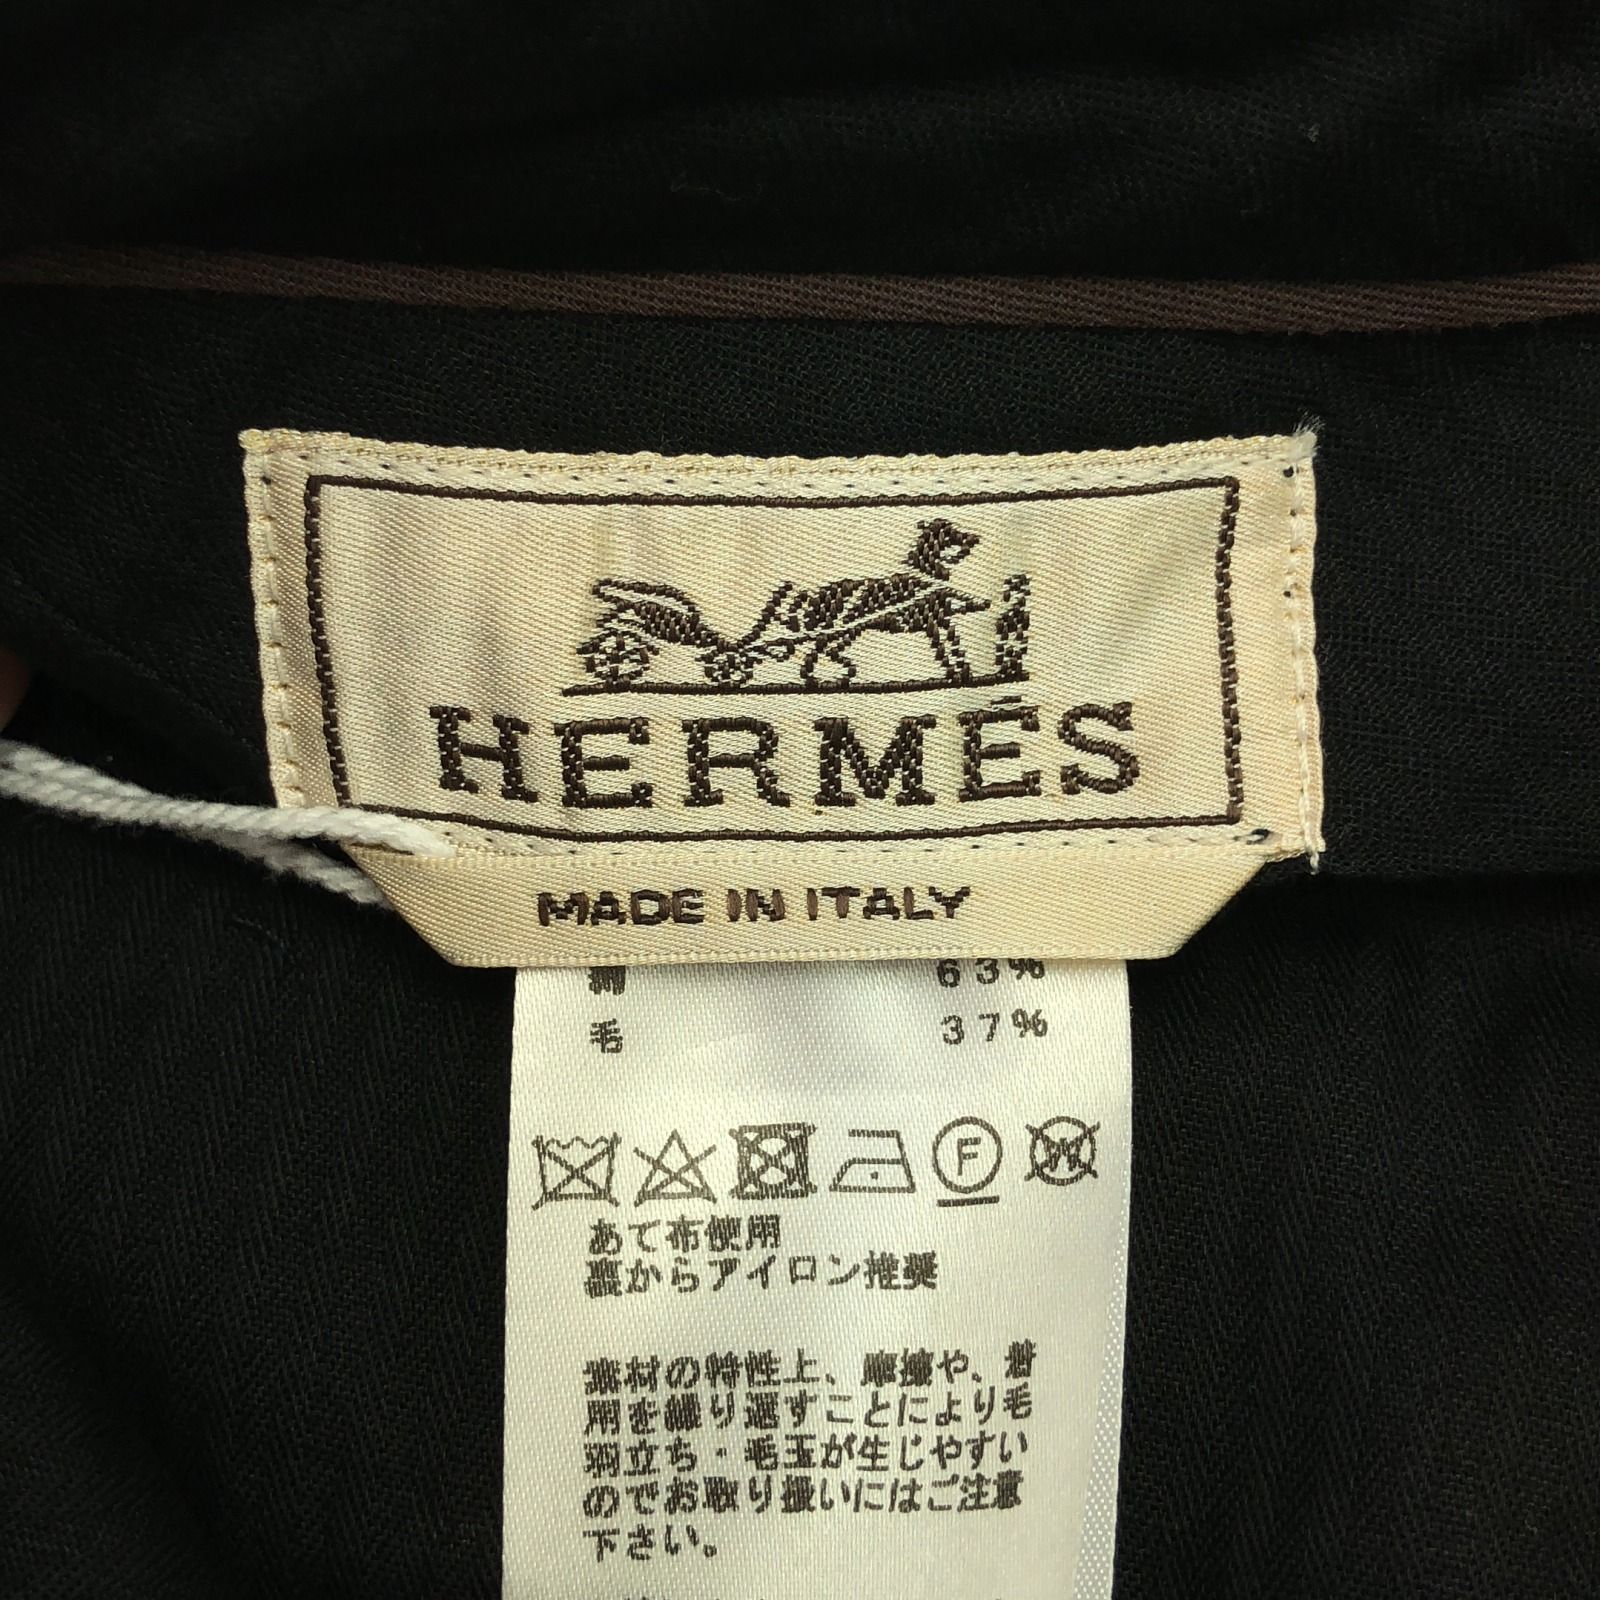 HERMÈS
MADE IN ITALY
63%
毛 37%
F
W
あて布使用
裏からアイロン推奨
素材の特性上、摩擦や、着
用を繰り返すことにより毛
羽立ち・毛玉が生じやすい
のでお取り扱いにはご注意
下さい。